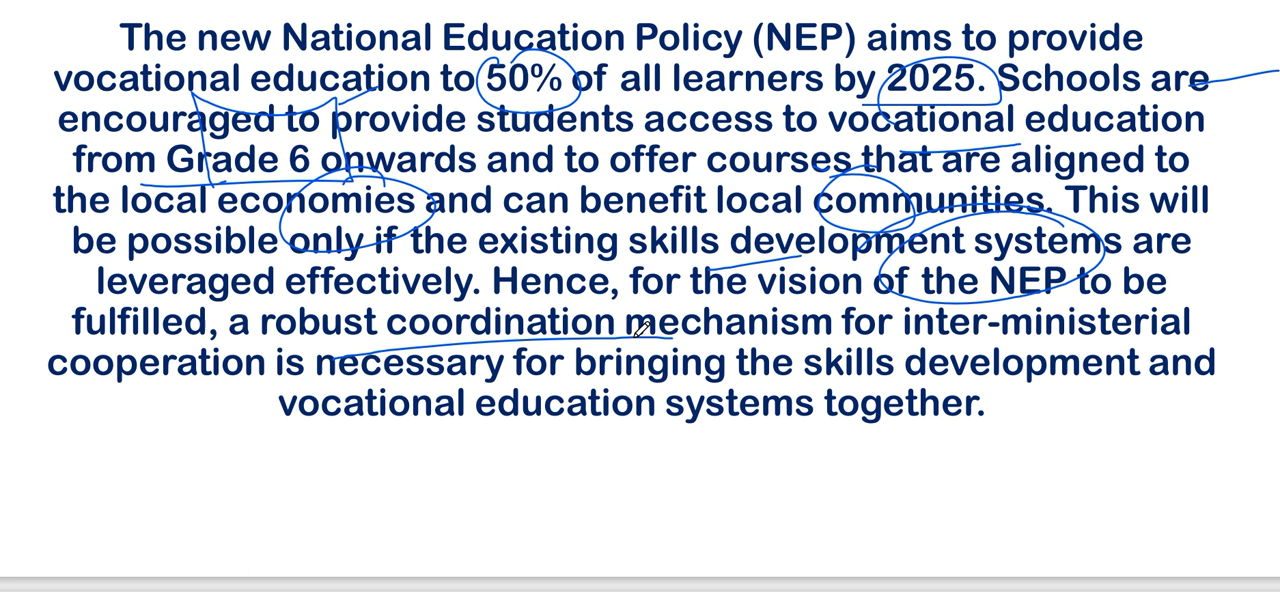 The new National Education Policy (NEP) aims to provide
vocational education to 50% of all learners by 2025. Schools are
encouraged to provide students access to vocational education
from Grade 6 onwards and to offer courses that are aligned to
the local economies and can benefit local communities. This will
be possible only if the existing skills development systems are
leveraged effectively. Hence, for the vision of the NEP to be
fulfilled, a robust coordination mechanism for inter-ministerial
cooperation is necessary for bringing the skills development and
vocational education systems together.